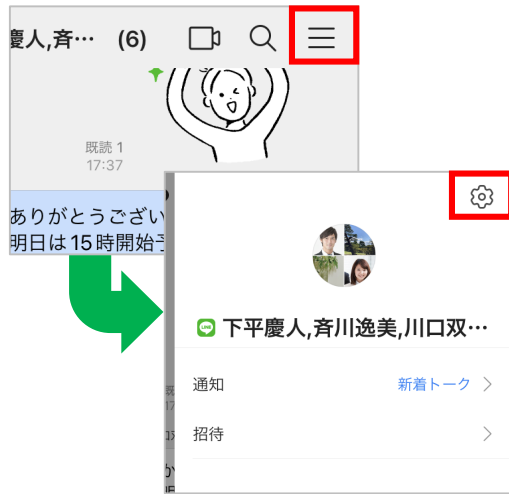 慶人,斉… (6)
既読 1
17:37
ありがとうござい
明日は15時開始予
LINE
下平慶人,斉川逸美,川口双…
通知 新着トーク
招待